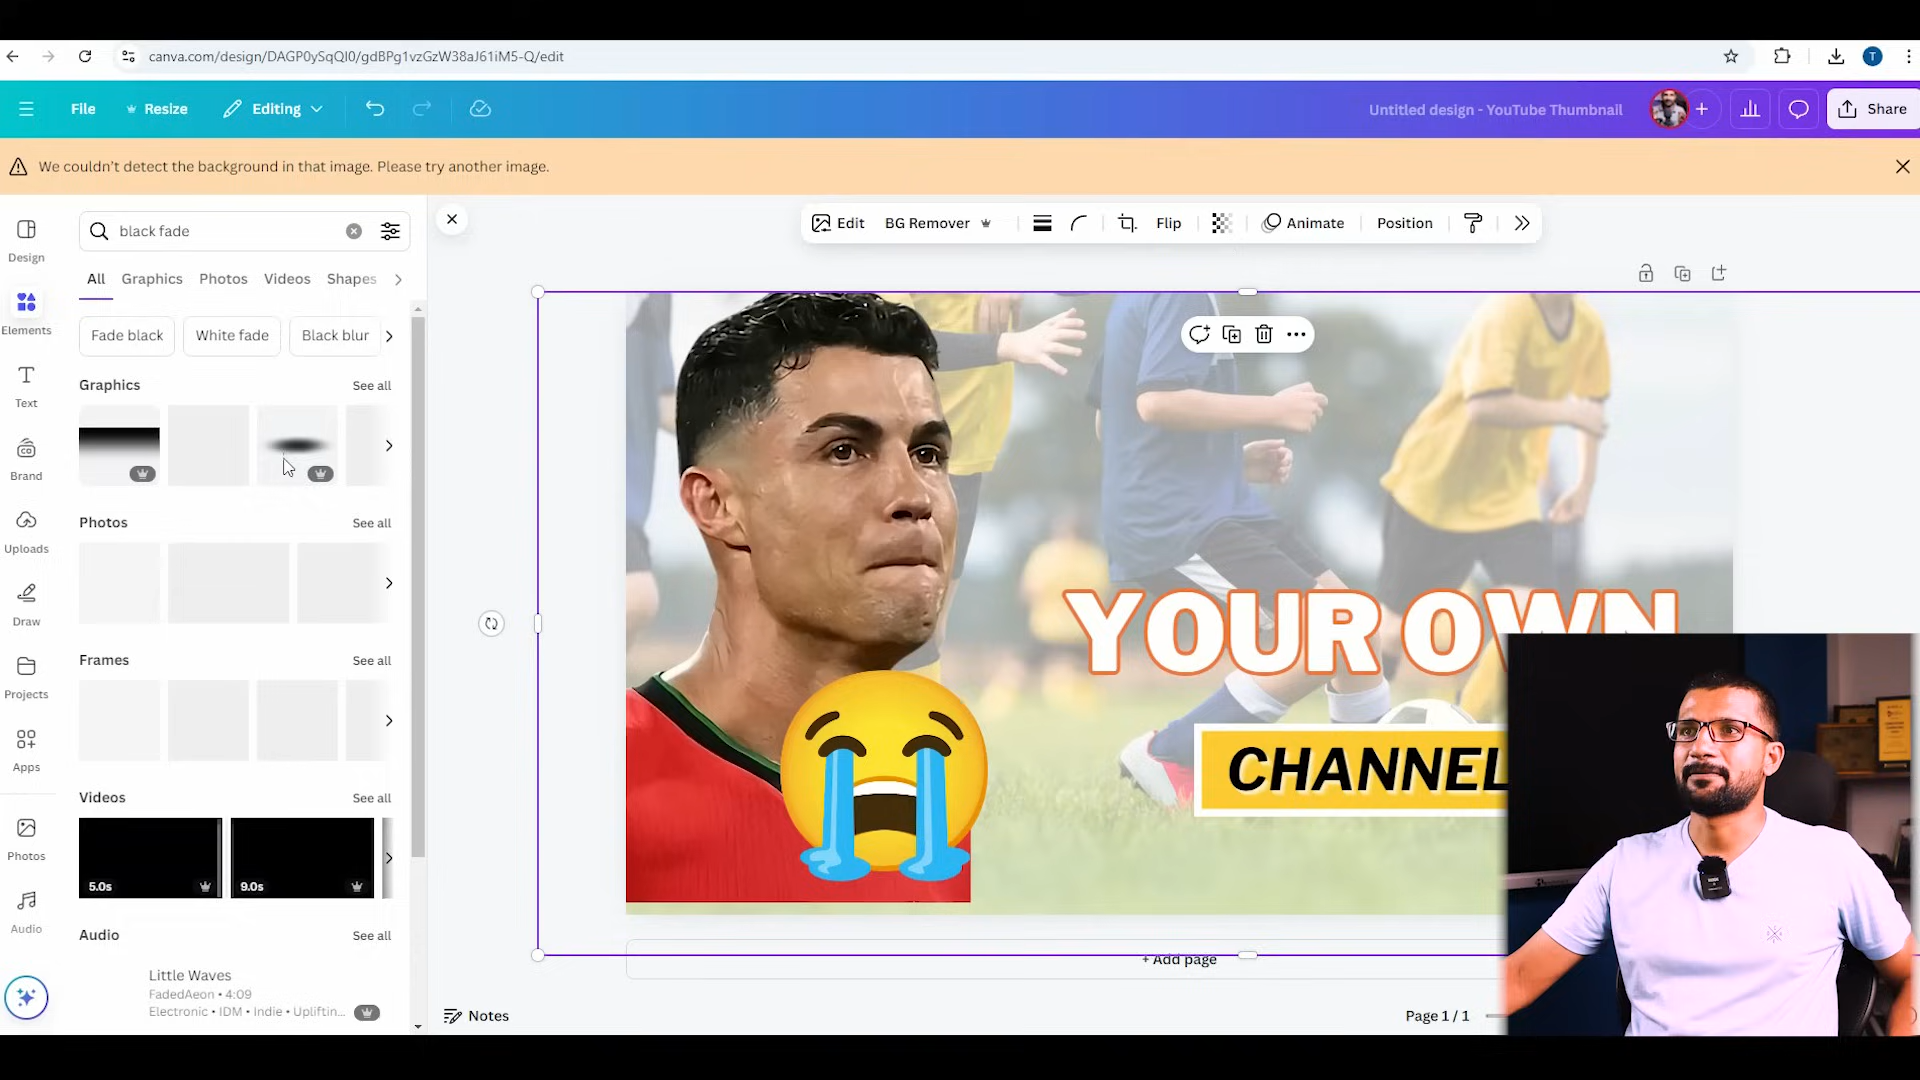 canva.com/design/DAGP0ySqQI0/gdBPg1vzGzW38aJ61iM5-Q/edit
T
File
Resize
Editing
Untitled design - YouTube Thumbnail
Share
We couldn't detect the background in that image. Please try another image.
Design
Elements
Text
Brand
Uploads
Draw
Projects
Apps
Photos
Audio
black fade
All
Graphics
Photos
Videos
Shapes
Fade black
White fade
Black blur
Graphics
See all
Photos
See all
Frames
See all
Videos
See all
5.0s
9.0s
Audio
See all
Little Waves
FadedAeon • 4:09
Electronic • IDM • Indie • Upliftin...
Edit
BG Remover
Flip
Animate
Position
YOUR OWN
CHANNEL
+ Add page
Notes
Page 1 / 1